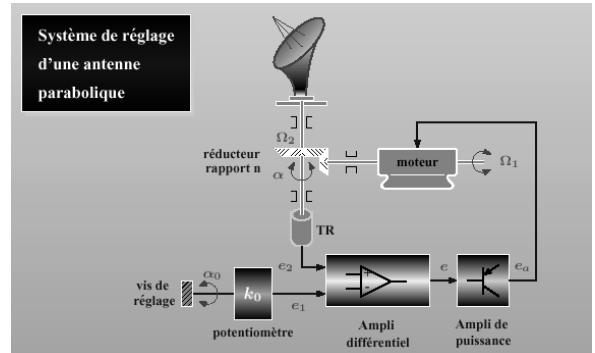 Système de réglage
d'une antenne
parabolique
Ω₂
réducteur
rapport n
α
moteur
Ω₁
TR
e₂
vis de
réglage
α₀
k₀
e₁
e
eₐ
potentiomètre
Ampli
différentiel
Ampli de
puissance